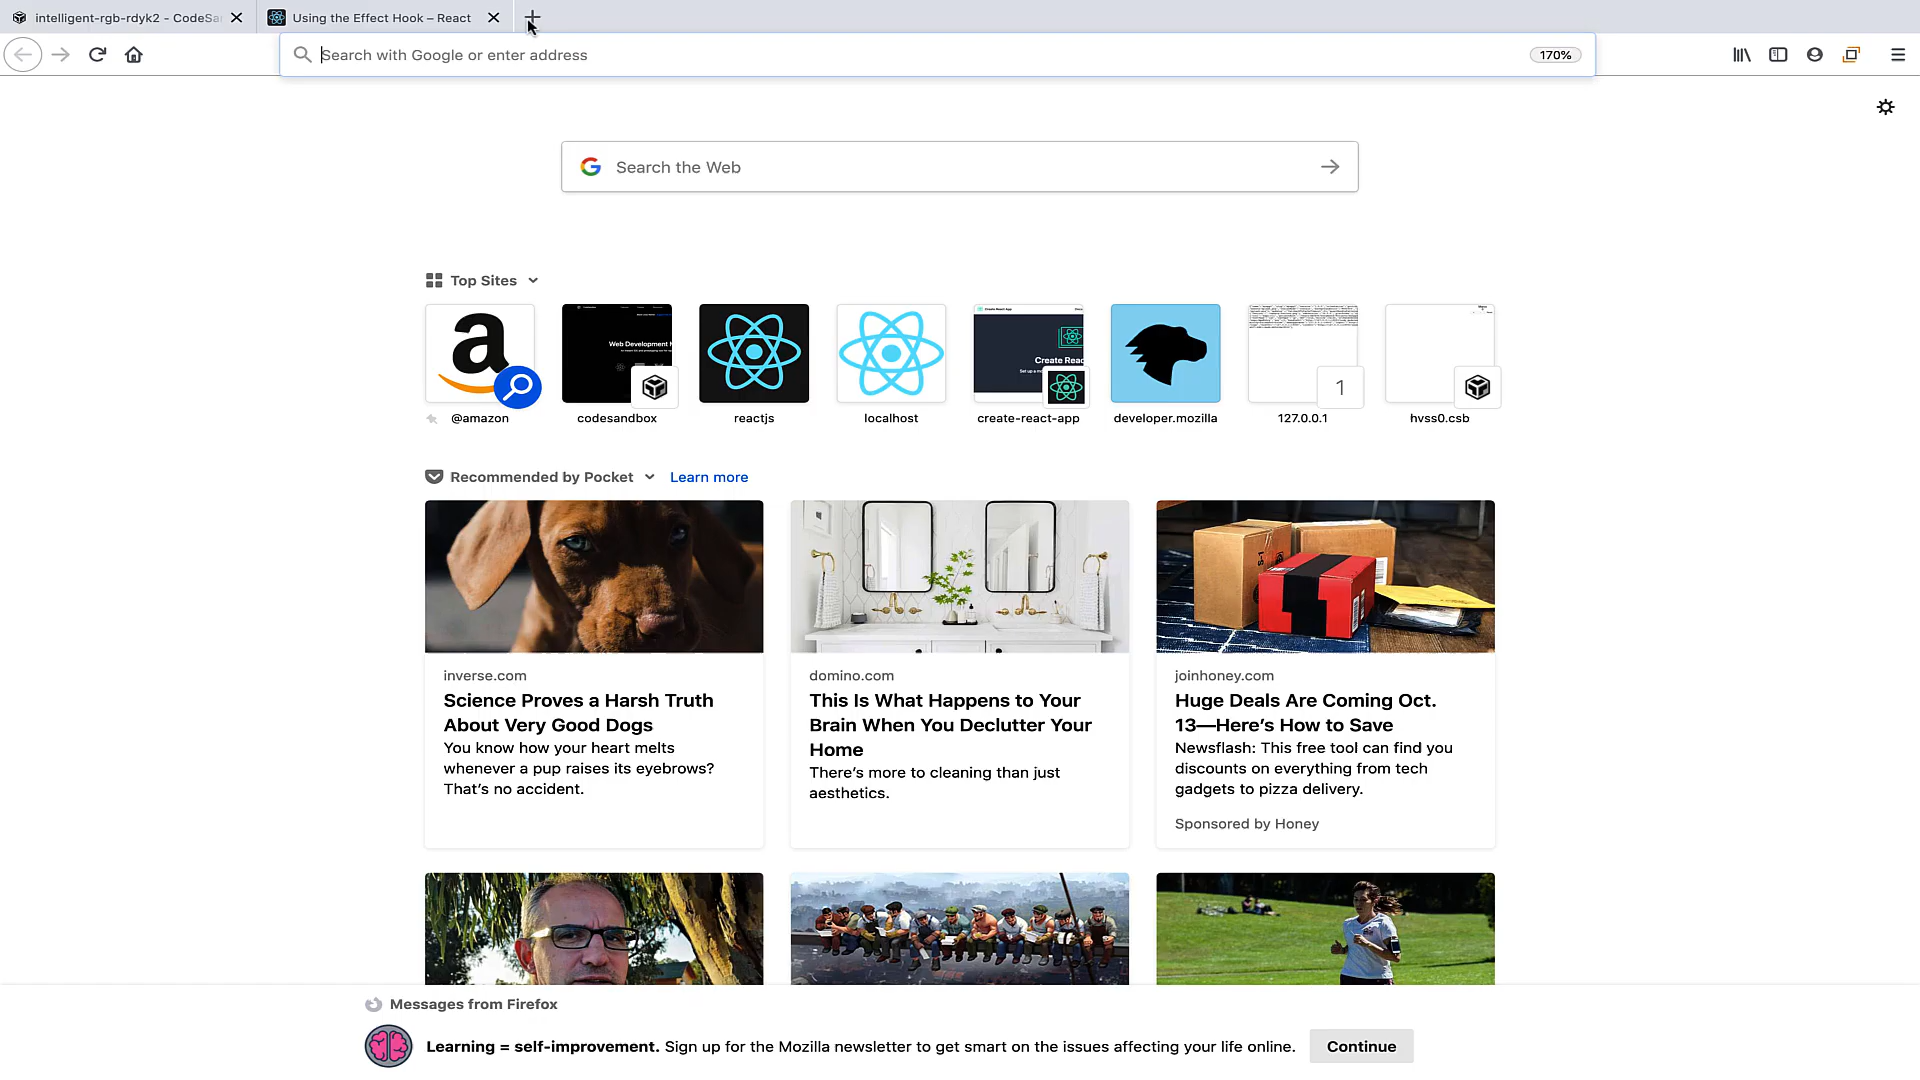 intelligent-rgb-rdyk2 - CodeSa
Using the Effect Hook – React
Search with Google or enter address
170%
Search the Web
Top Sites
@amazon
codesandbox
reactjs
localhost
create-react-app
developer.mozilla
1
127.0.0.1
hvss0.csb
Recommended by Pocket
Learn more
inverse.com
Science Proves a Harsh Truth
About Very Good Dogs
You know how your heart melts
whenever a pup raises its eyebrows?
That's no accident.
domino.com
This Is What Happens to Your
Brain When You Declutter Your
Home
There's more to cleaning than just
aesthetics.
joinhoney.com
Huge Deals Are Coming Oct.
13—Here's How to Save
Newsflash: This free tool can find you
discounts on everything from tech
gadgets to pizza delivery.
Sponsored by Honey
Messages from Firefox
Learning = self-improvement. Sign up for the Mozilla newsletter to get smart on the issues affecting your life online.
Continue